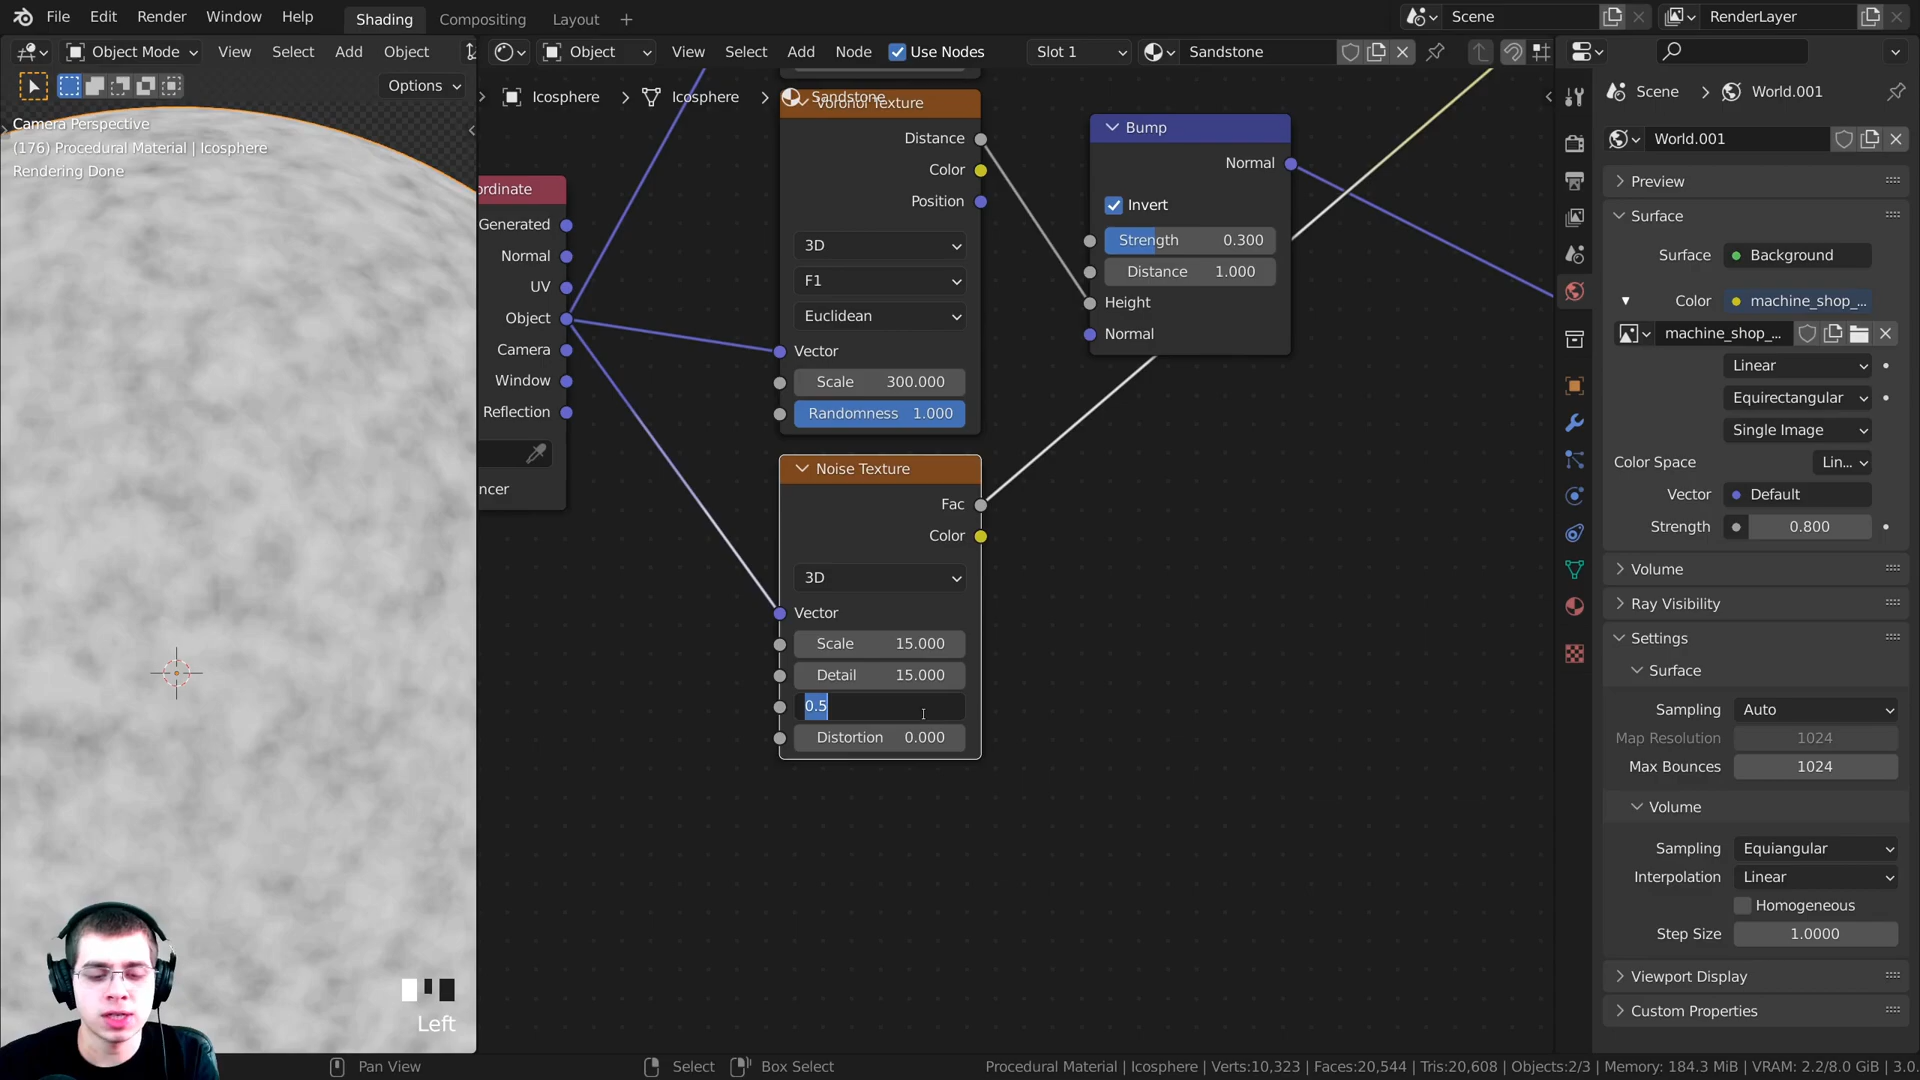 File Edit Render Window Help Shading Compositing Layout + Scene RenderLayer
Object Mode View Select Add Object Object View Select Add Node Use Nodes Slot 1 Sandstone
Options
Icosphere > Icosphere > Sandstone
Camera Perspective
(176) Procedural Material | Icosphere
Rendering Done
ordinate
Generated
Normal
UV
Object
Camera
Window
Reflection
ncer
Voronoi Texture
Distance
Color
Position
3D
F1
Euclidean
Vector
Scale 300.000
Randomness 1.000
Noise Texture
Fac
Color
3D
Vector
Scale 15.000
Detail 15.000
0.5
Distortion 0.000
Bump
Normal
Invert
Strength 0.300
Distance 1.000
Height
Normal
Scene > World.001
World.001
Preview
Surface
Surface Background
Color machine_shop_...
machine_shop_...
Linear
Equirectangular
Single Image
Color Space Lin...
Vector Default
Strength 0.800
Volume
Ray Visibility
Settings
Surface
Sampling Auto
Map Resolution 1024
Max Bounces 1024
Volume
Sampling Equiangular
Interpolation Linear
Homogeneous
Step Size 1.0000
Viewport Display
Custom Properties
Left
Pan View Select Box Select Procedural Material | Icosphere | Verts:10,323 | Faces:20,544 | Tris:20,608 | Objects:2/3 | Memory: 184.3 MiB | VRAM: 2.2/8.0 GiB | 3.0.